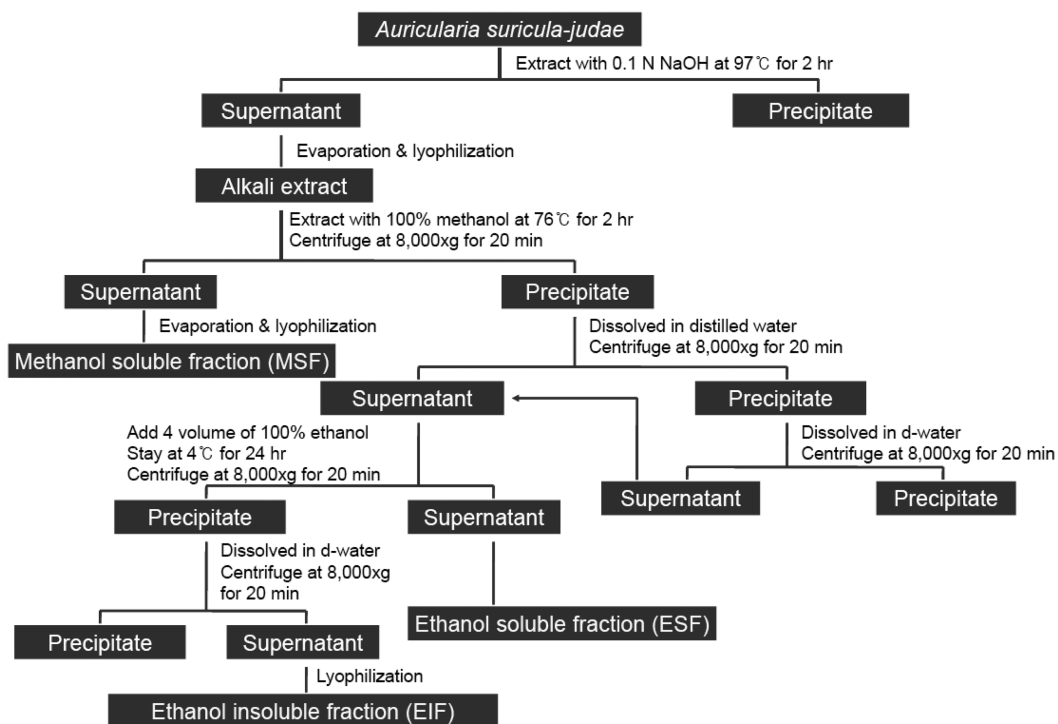 Auricularia suricula-judae
Extract with 0.1 N NaOH at 97℃ for 2 hr
Supernatant
Precipitate
Evaporation & lyophilization
Alkali extract
Extract with 100% methanol at 76℃ for 2 hr
Centrifuge at 8,000xg for 20 min
Supernatant
Precipitate
Evaporation & lyophilization
Dissolved in distilled water
Centrifuge at 8,000xg for 20 min
Methanol soluble fraction (MSF)
Supernatant
Precipitate
Add 4 volume of 100% ethanol
Stay at 4℃ for 24 hr
Centrifuge at 8,000xg for 20 min
Dissolved in d-water
Centrifuge at 8,000xg for 20 min
Supernatant
Precipitate
Precipitate
Supernatant
Dissolved in d-water
Centrifuge at 8,000xg
for 20 min
Ethanol soluble fraction (ESF)
Precipitate
Supernatant
Lyophilization
Ethanol insoluble fraction (EIF)